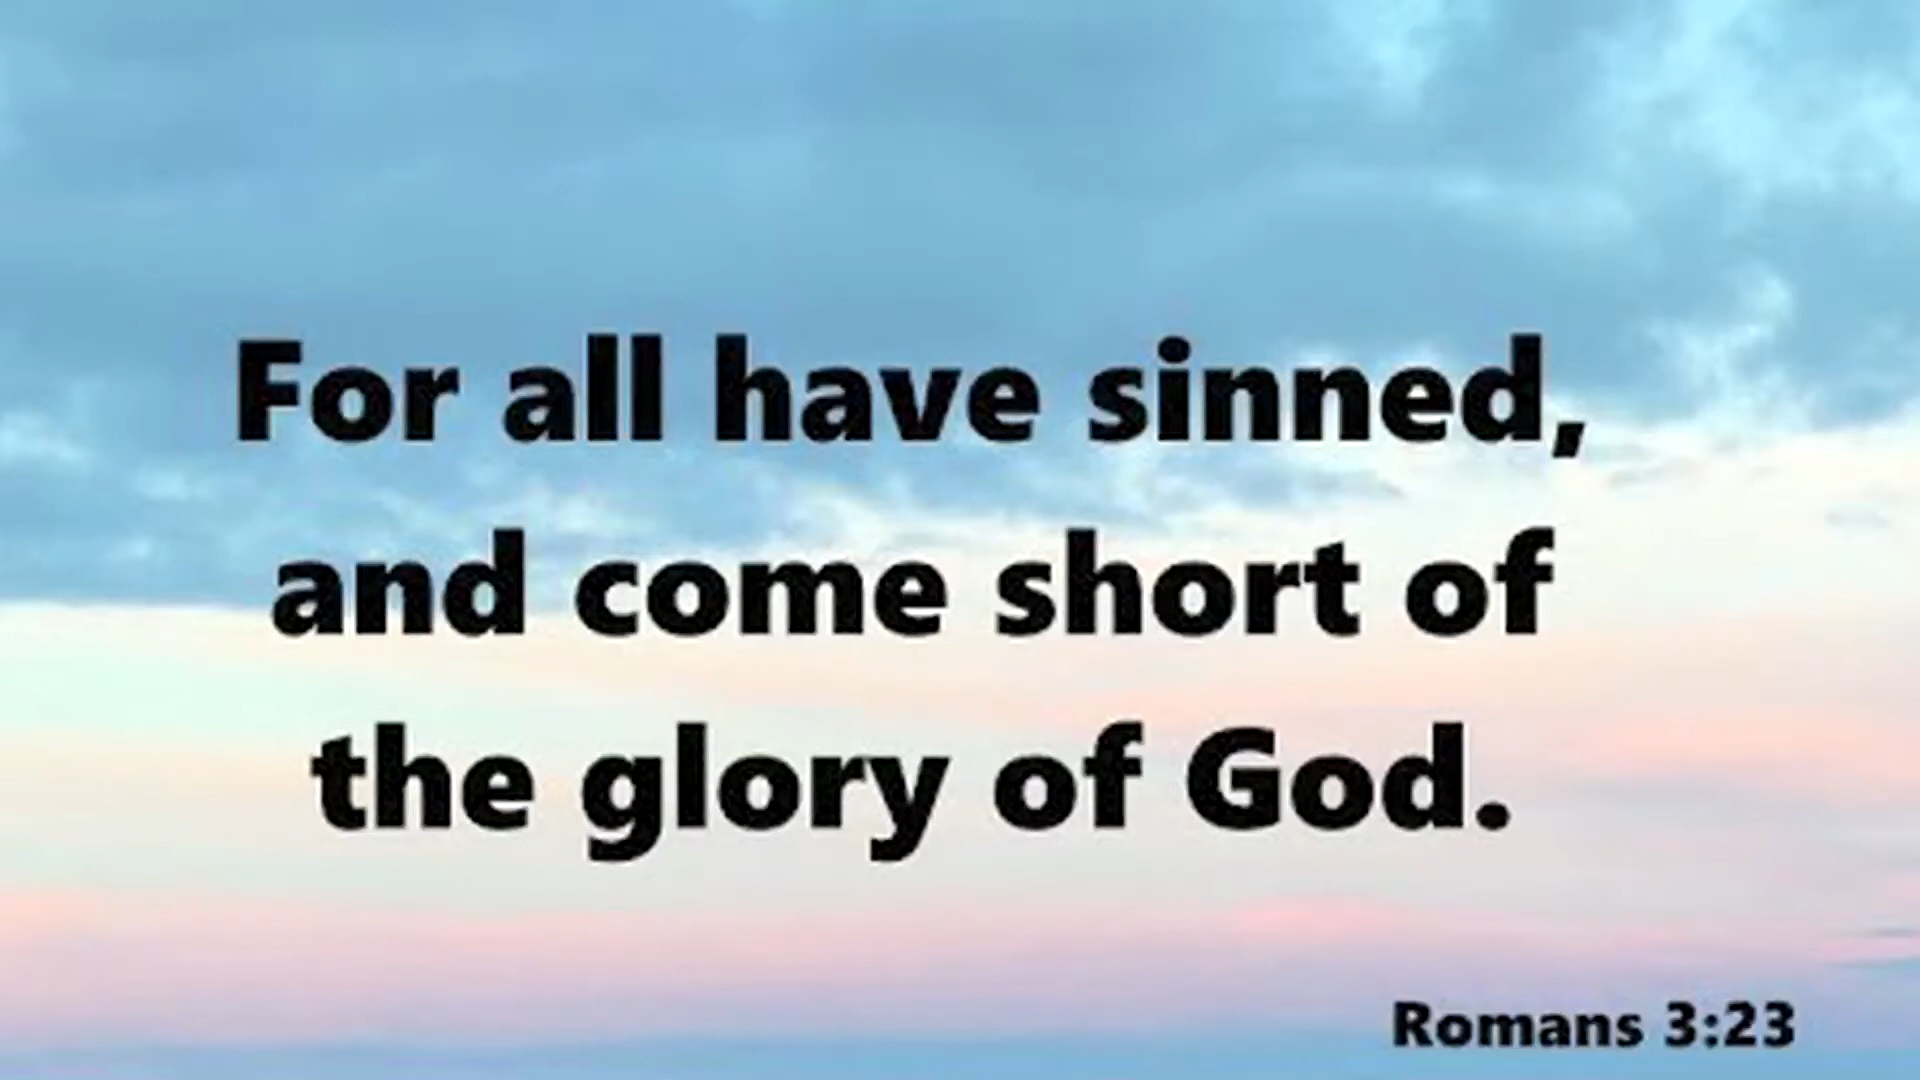 For all have sinned,
and come short of
the glory of God.
Romans 3:23